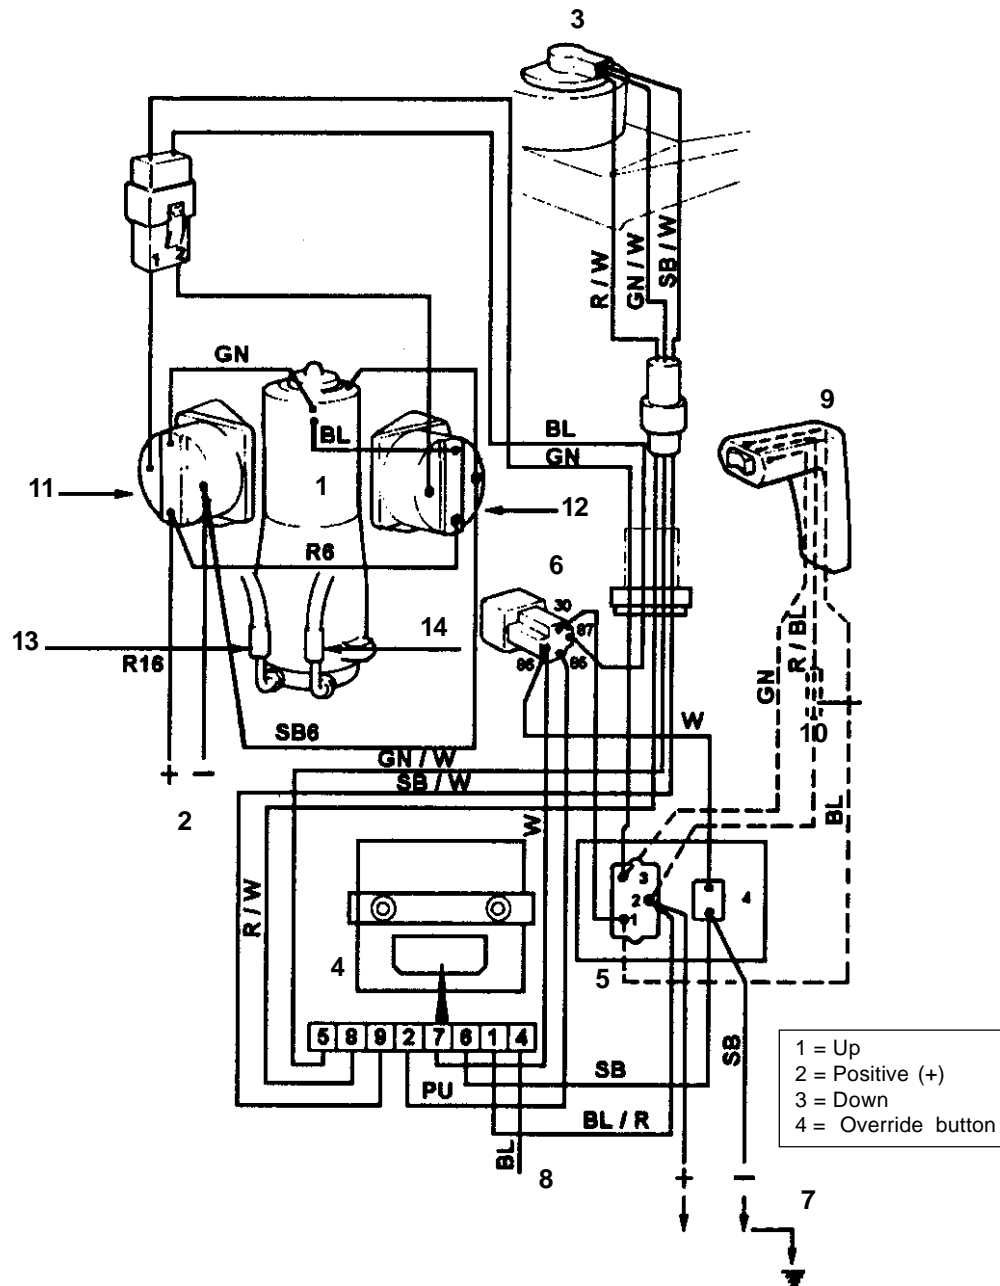 3
1 2
R / W
GN / W
SB / W
GN
BL
1
BL
GN
9
11
12
R6
6
30
87
86
85
13
14
R16
SB6
GN
R / BL
10
BL
W
GN / W
SB / W
+ −
2
W
R / W
4
3
2
1
4
5
5 8 9 2 7 6 1 4
PU
SB
SB
BL / R
BL
8
1 = Up
2 = Positive (+)
3 = Down
4 = Override button
+ −
7